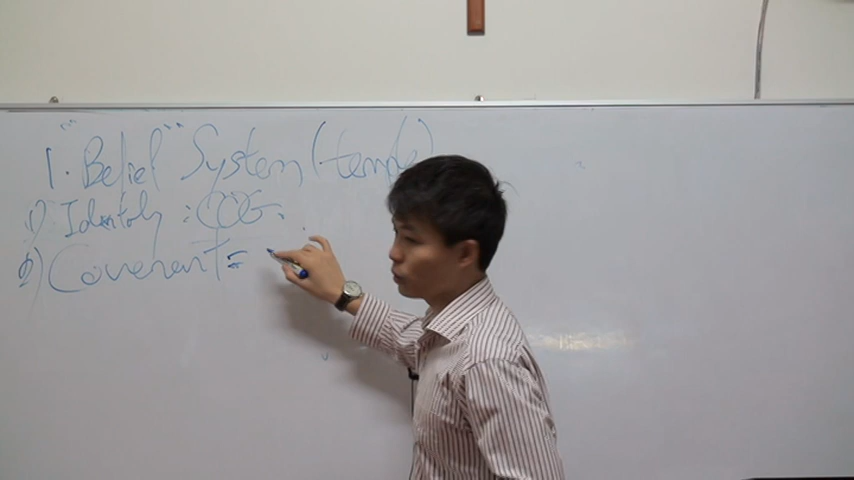 1. "Belief" System (temple)
1) Identity : COG.
2) Covenant =